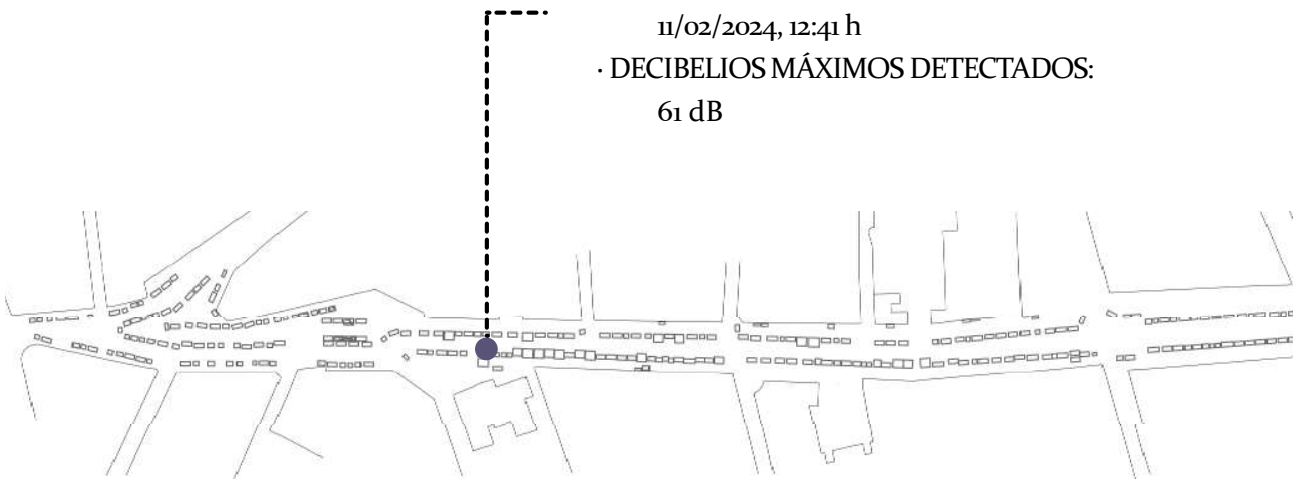 11/02/2024, 12:41 h
· DECIBELIOS MÁXIMOS DETECTADOS:
61 dB